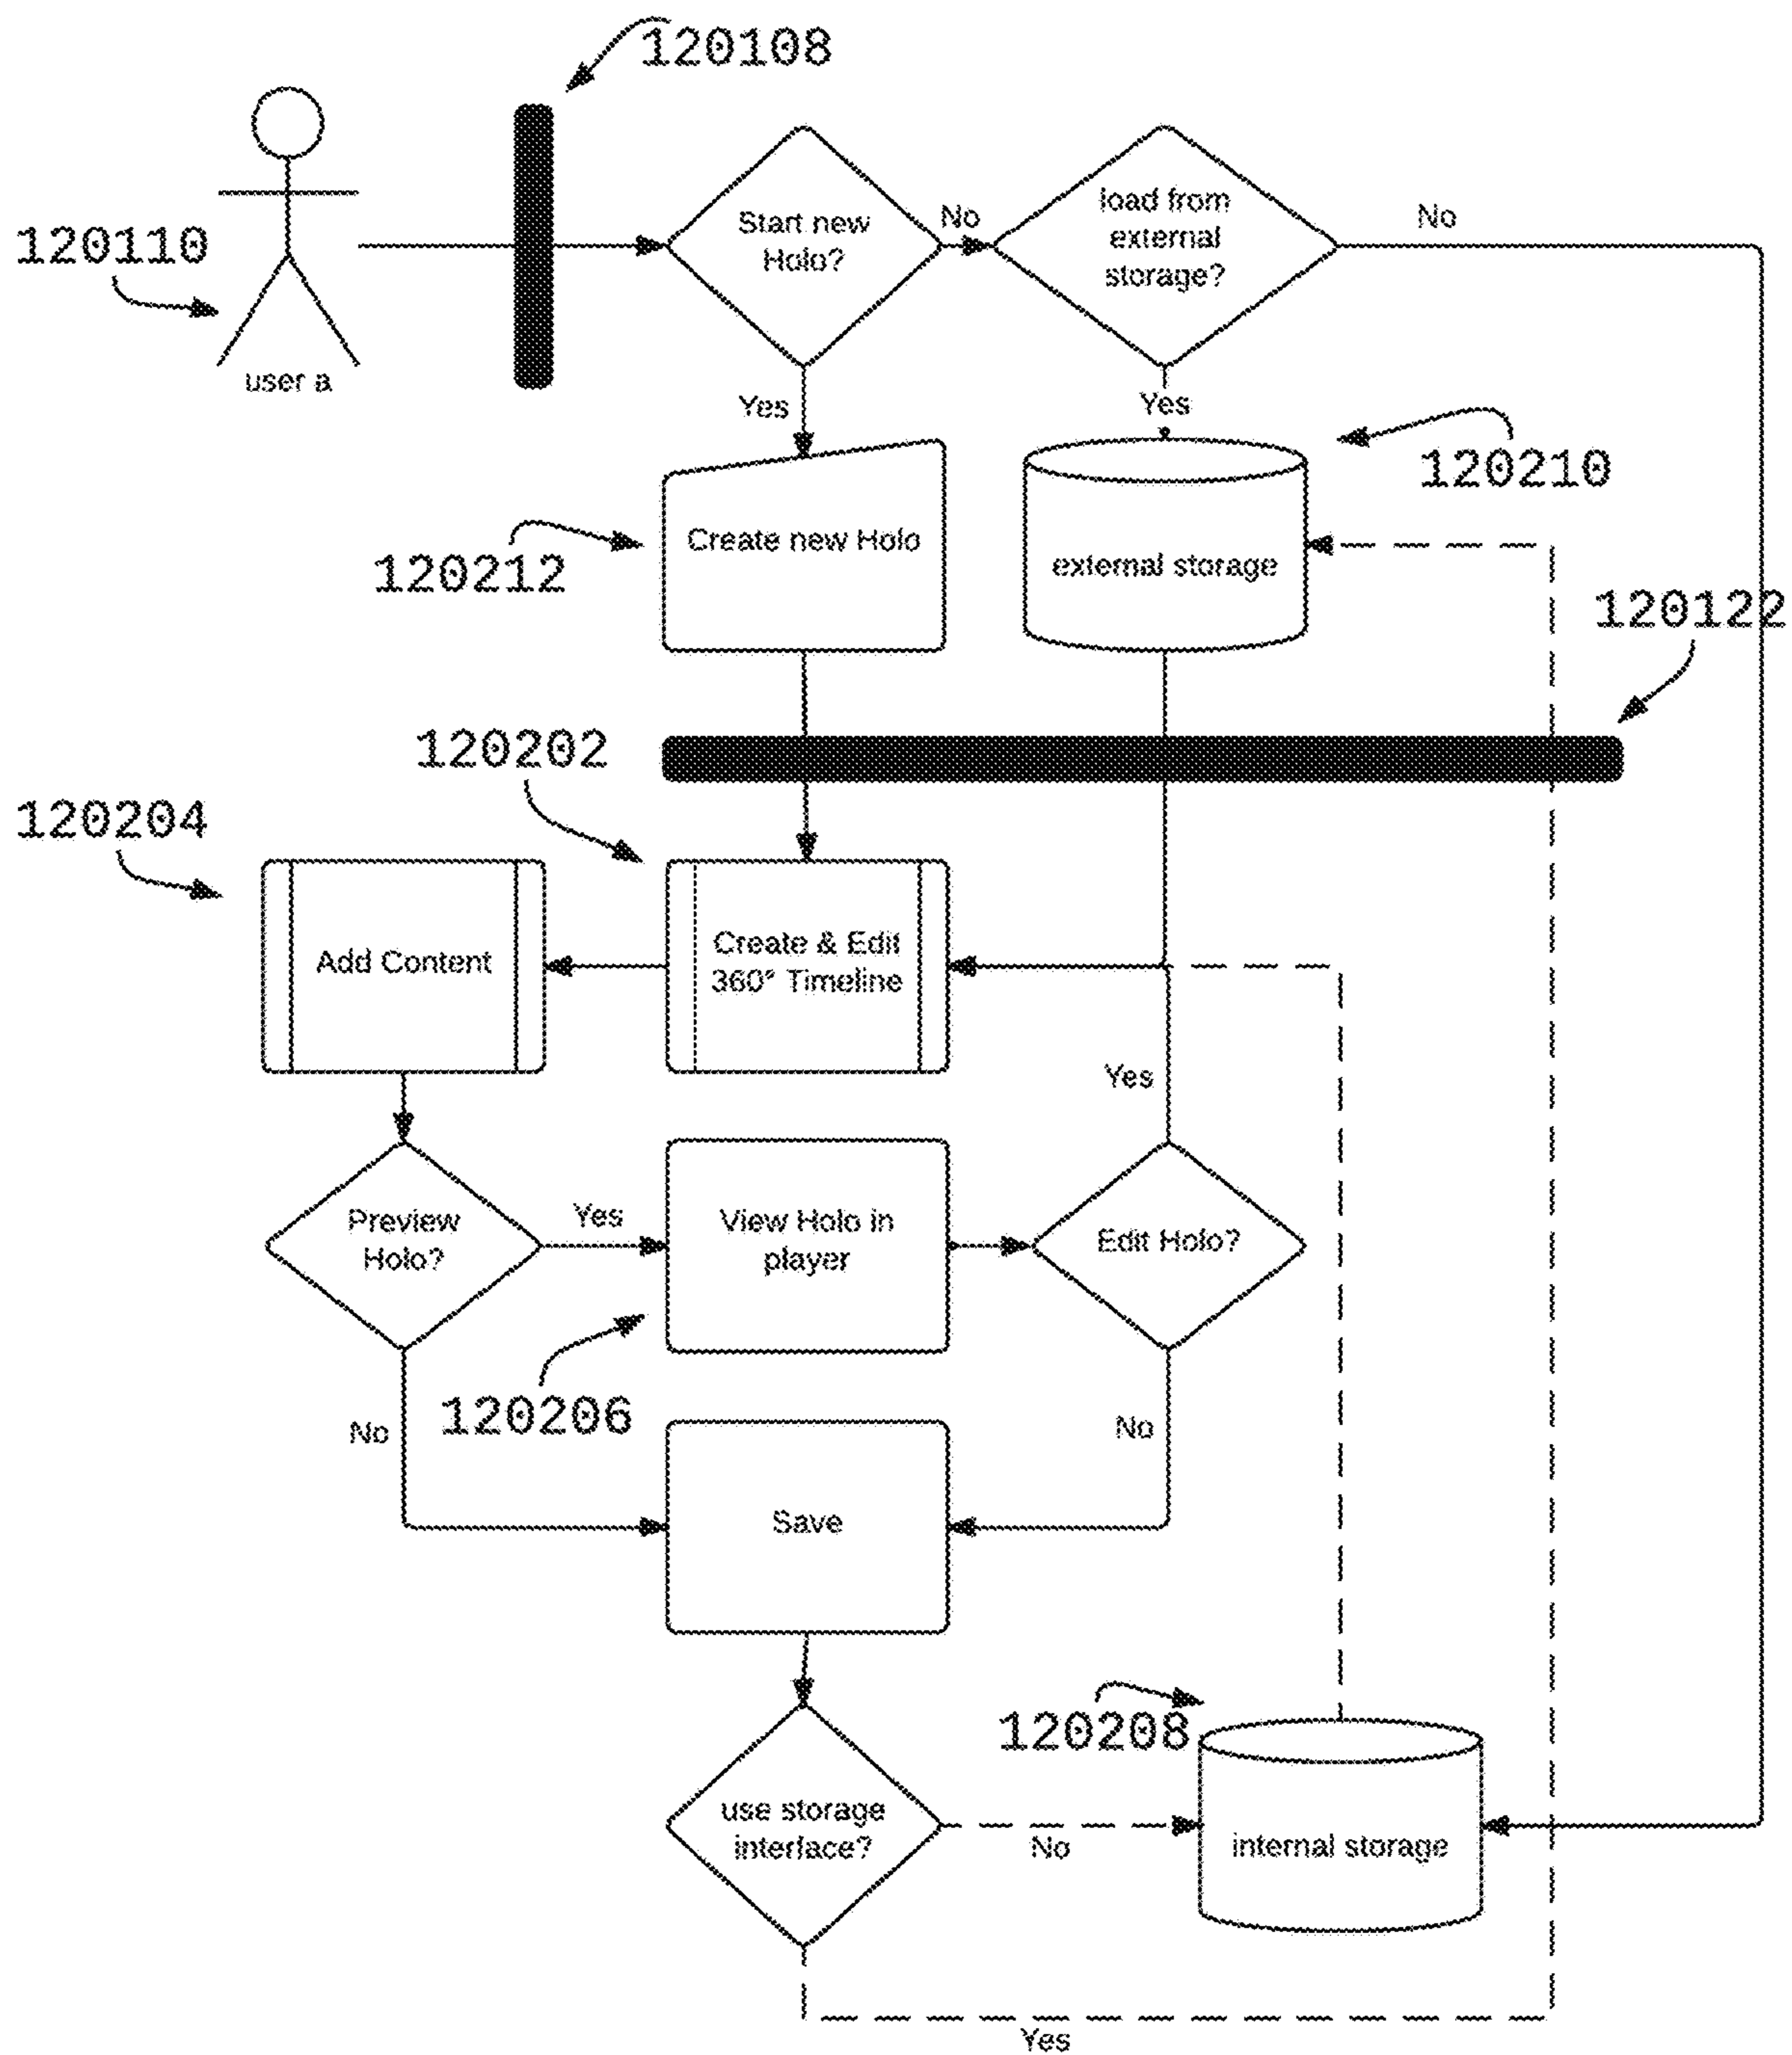 120108
120110
user a
Start new
Holo?
No
load from
external
storage?
No
Yes
Yes
120210
120212
Create new Holo
external storage
120122
120202
120204
Add Content
Create & Edit
360° Timeline
Yes
Preview
Holo?
Yes
View Holo in
player
Edit Holo?
120206
No
No
Save
120208
use storage
interface?
No
internal storage
Yes